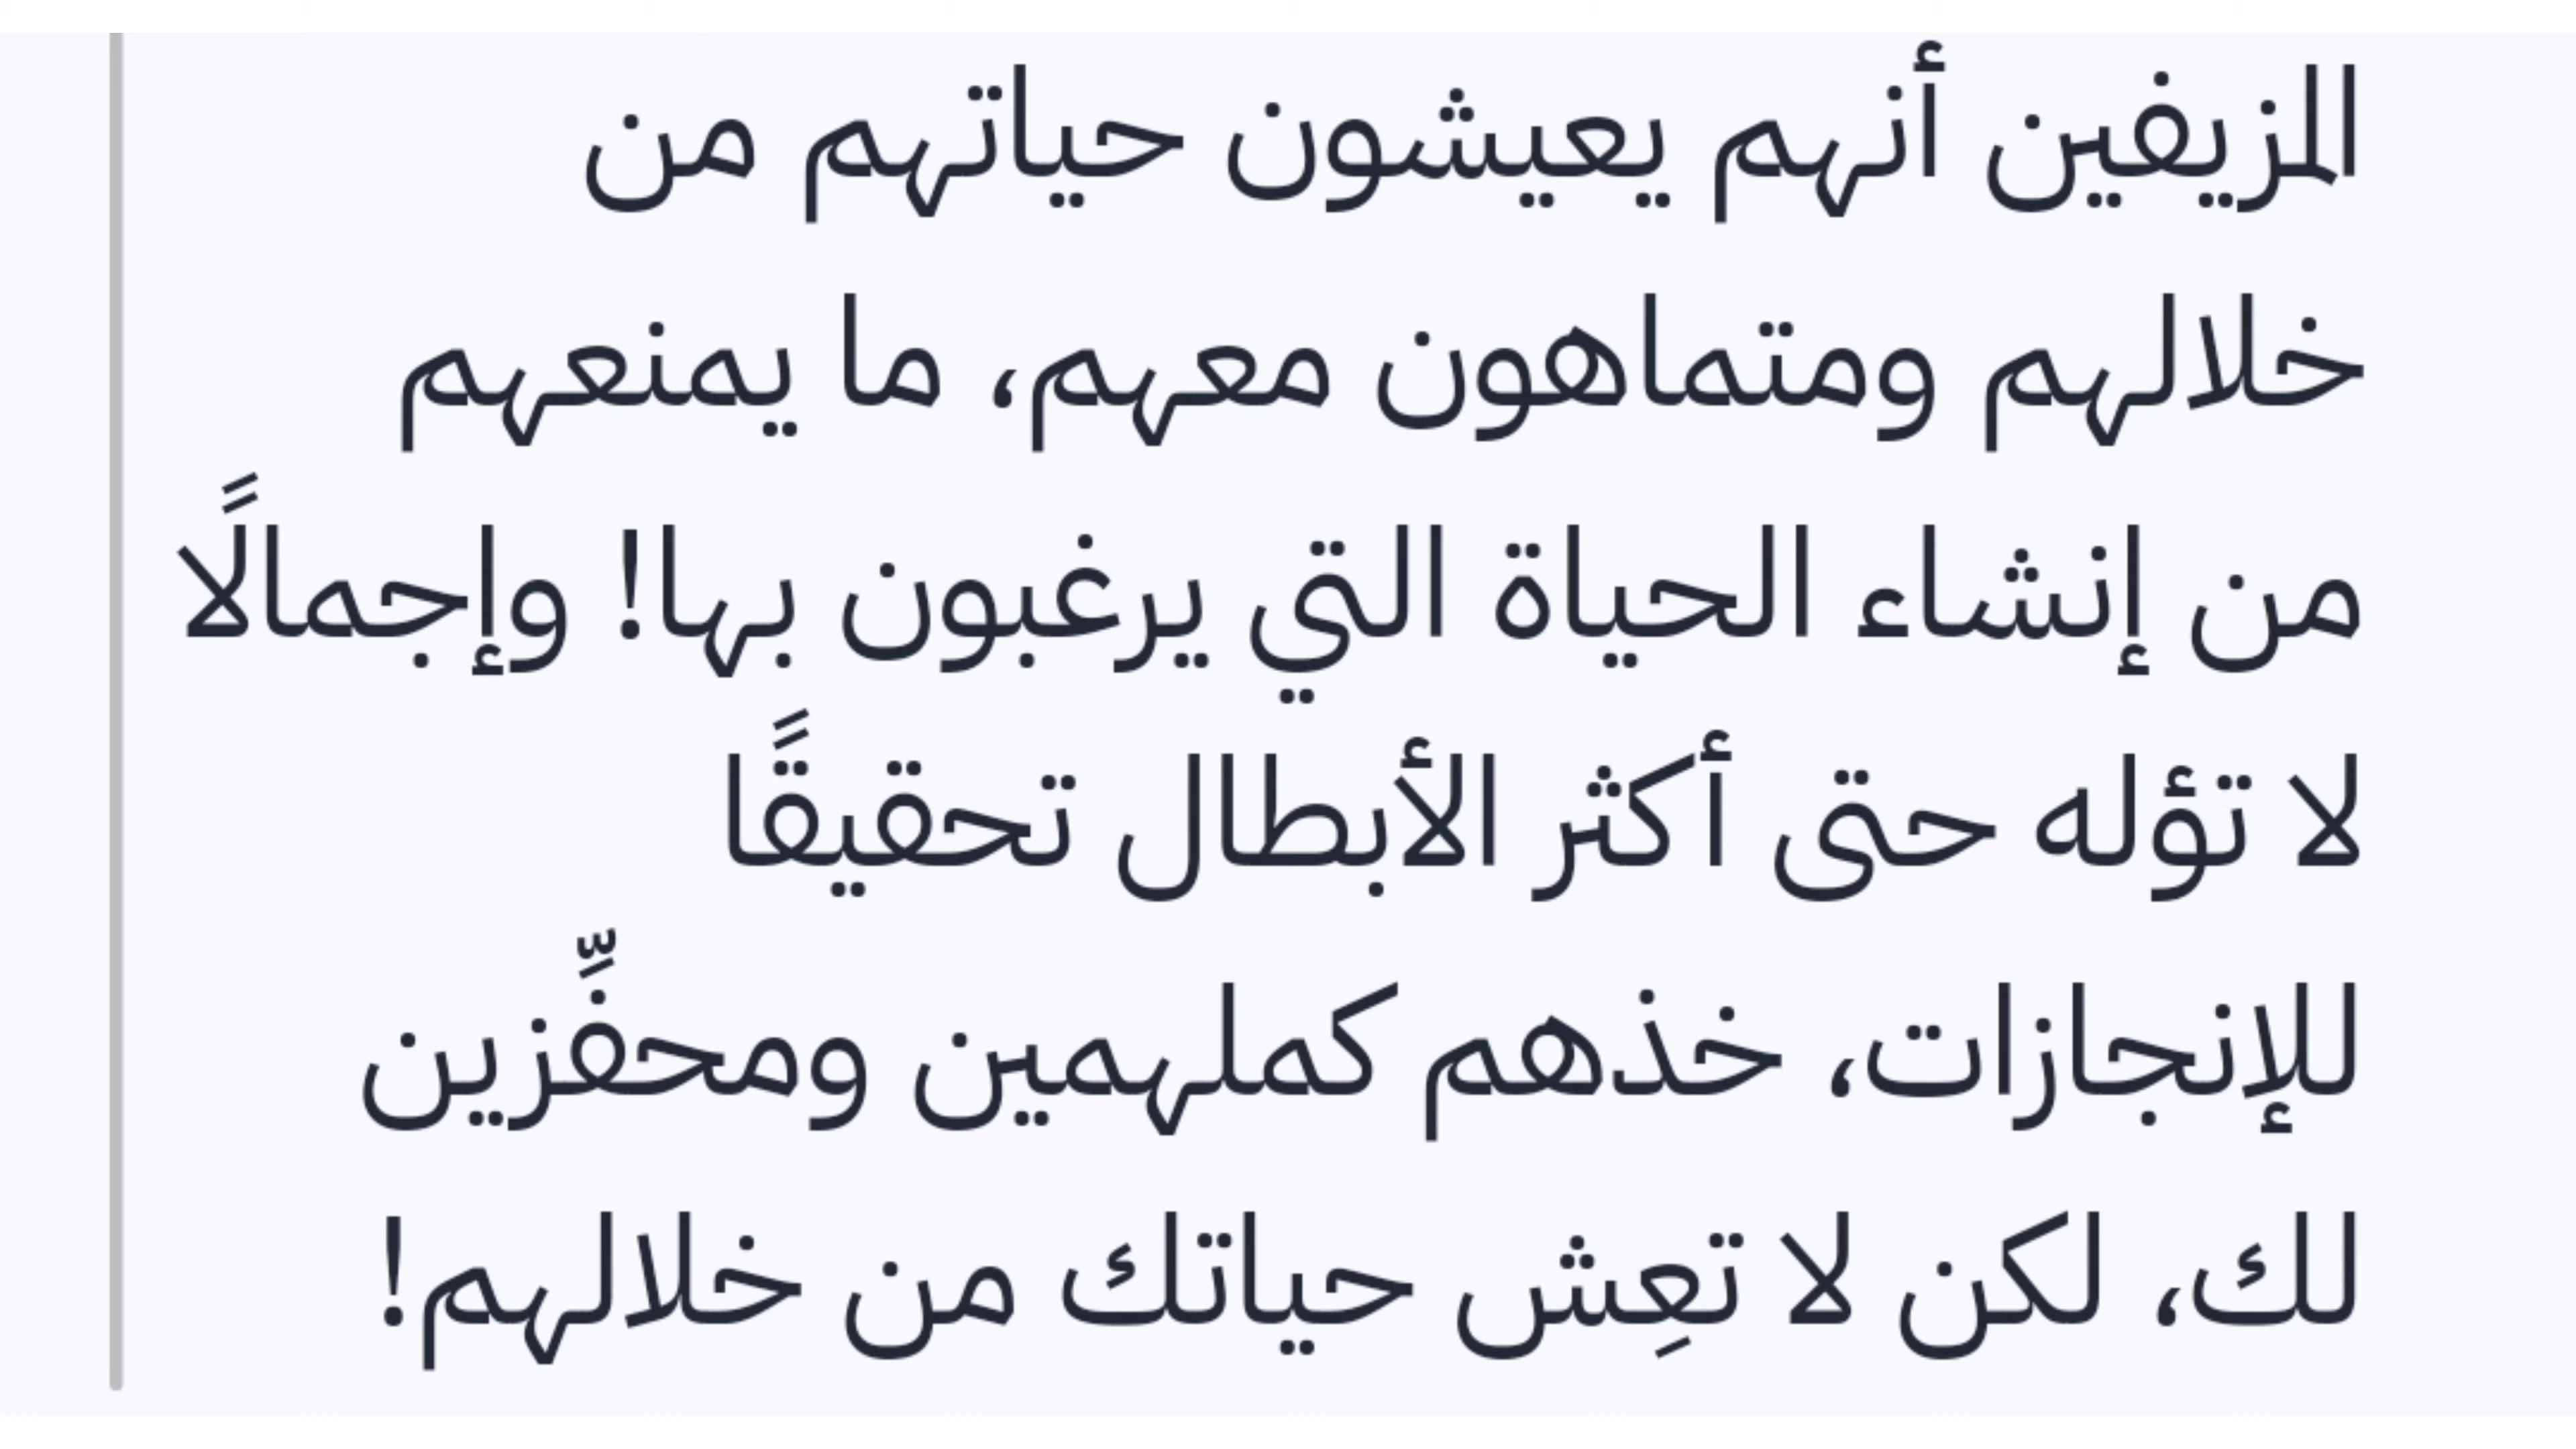 المزيفين أنهم يعيشون حياتهم من
خلالهم ومتماهون معهم، ما يمنعهم
من إنشاء الحياة التي يرغبون بها! وإجمالًا
لا تؤله حتى أكثر الأبطال تحقيقًا
للإنجازات، خذهم كملهمين ومحفِّزين
لك، لكن لا تعِش حياتك من خلالهم!